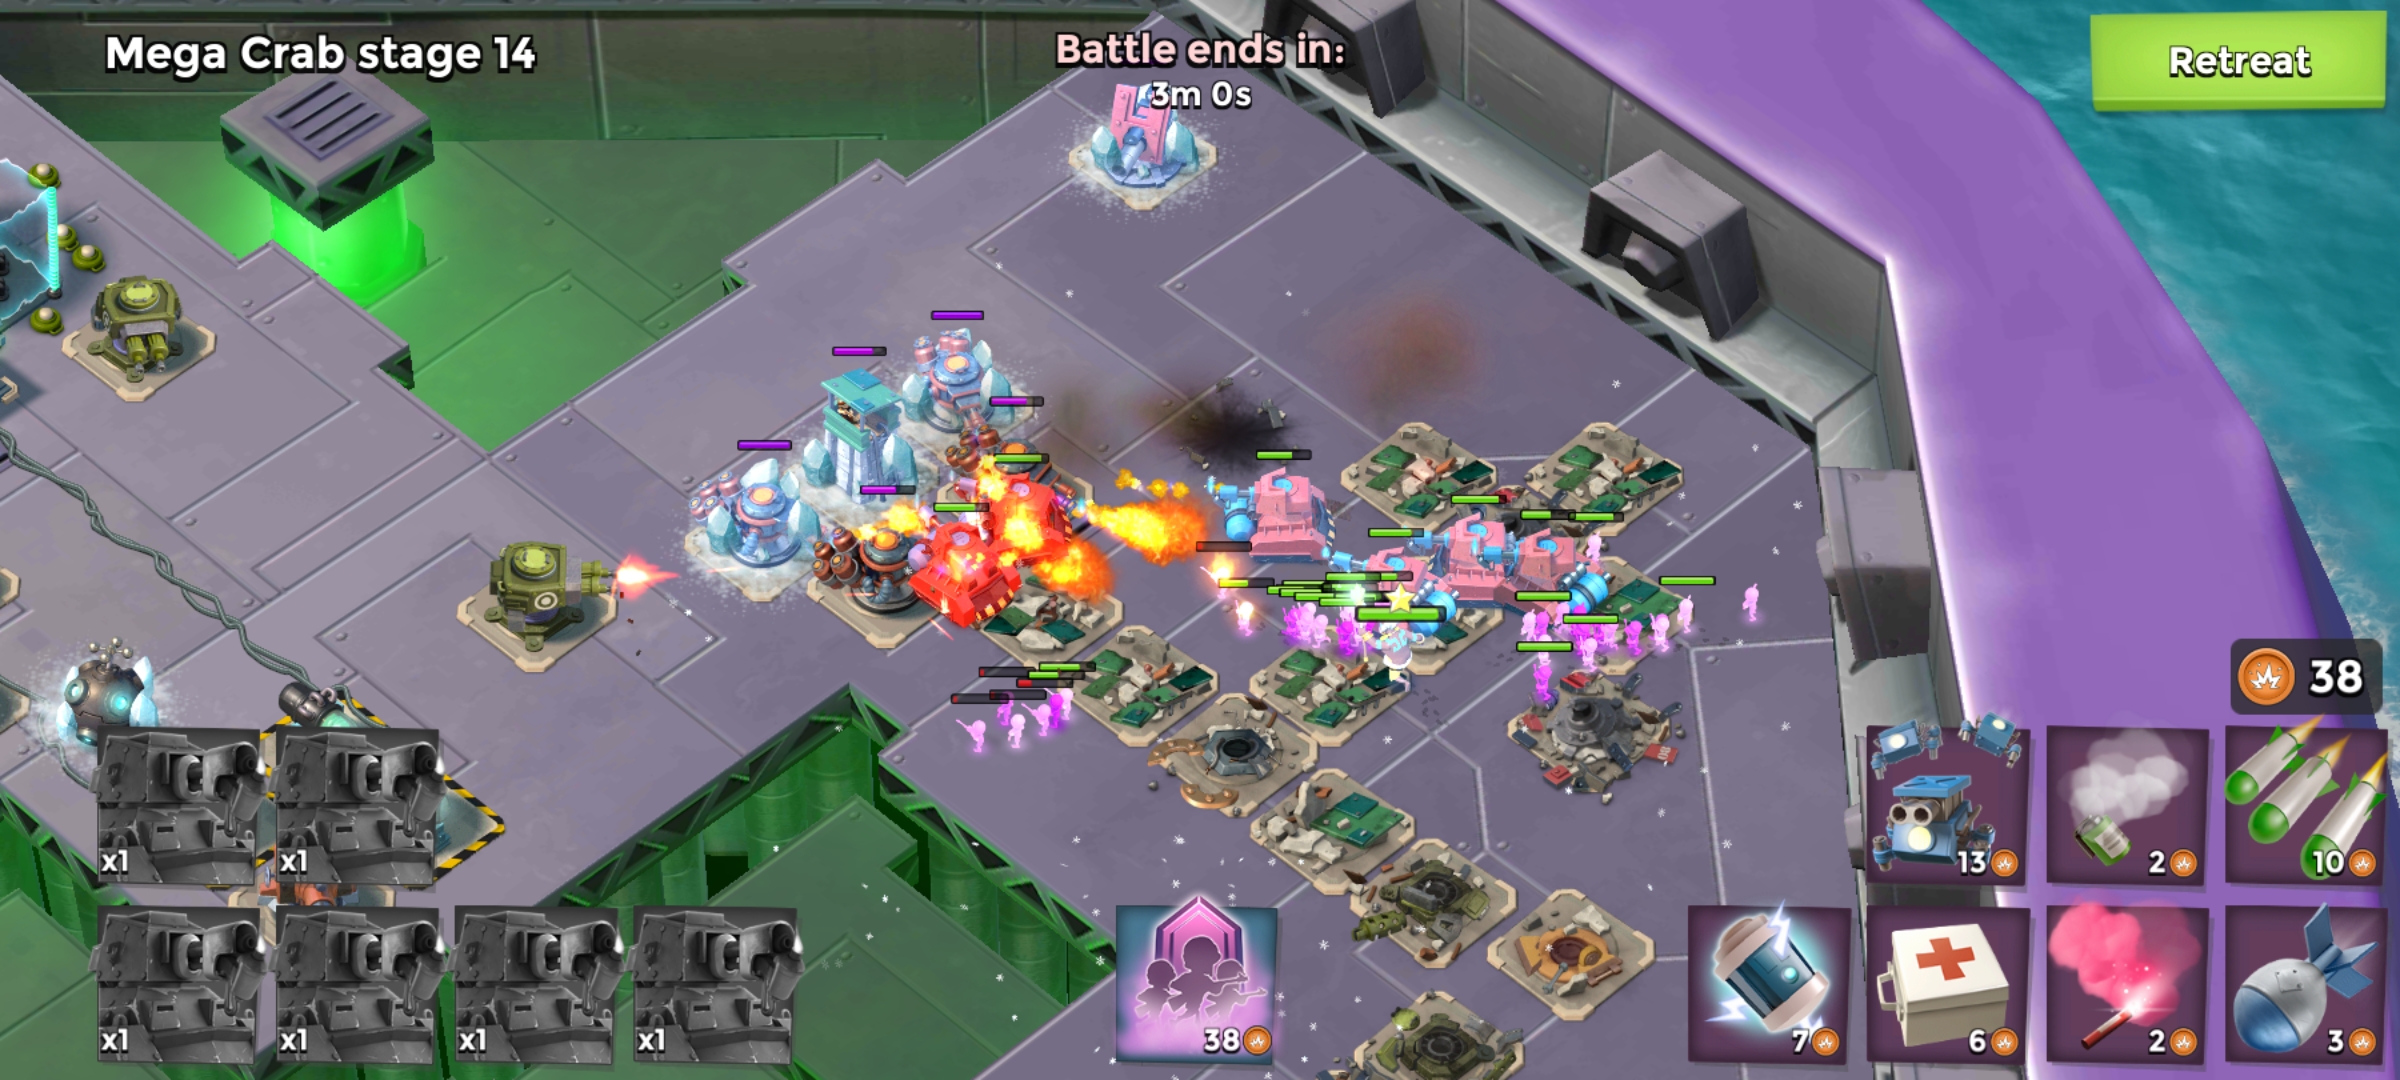 Mega Crab stage 14
Battle ends in:
3m 0s
Retreat
38
13
2
10
x1
x1
x1
x1
x1
x1
38
7
6
2
3